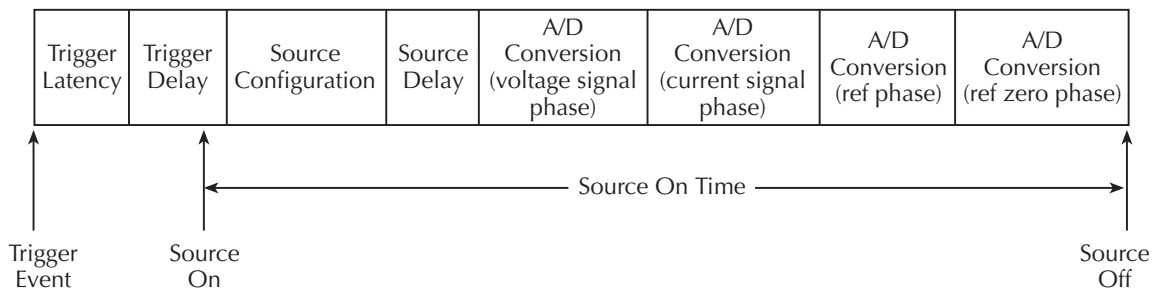 Trigger
Latency
Trigger
Delay
Source
Configuration
Source
Delay
A/D
Conversion
(voltage signal
phase)
A/D
Conversion
(current signal
phase)
A/D
Conversion
(ref phase)
A/D
Conversion
(ref zero phase)
Source On Time
Trigger
Event
Source
On
Source
Off